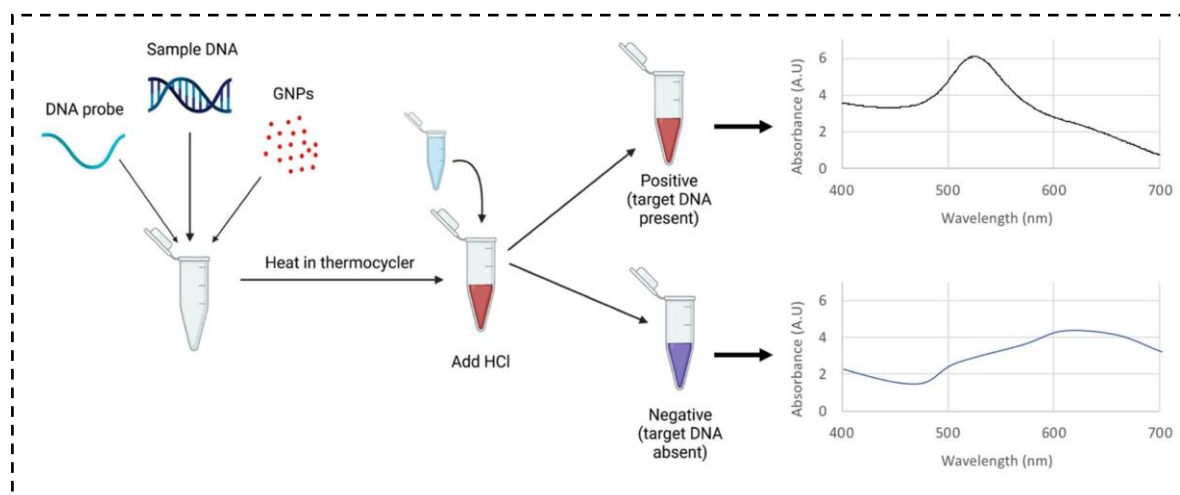 Sample DNA
DNA probe
GNPs
Heat in thermocycler
Add HCl
Positive
(target DNA
present)
Negative
(target DNA
absent)
Absorbance (A.U)
6
4
2
0
400
500
600
700
Wavelength (nm)
Absorbance (A.U)
6
4
2
0
400
500
600
700
Wavelength (nm)